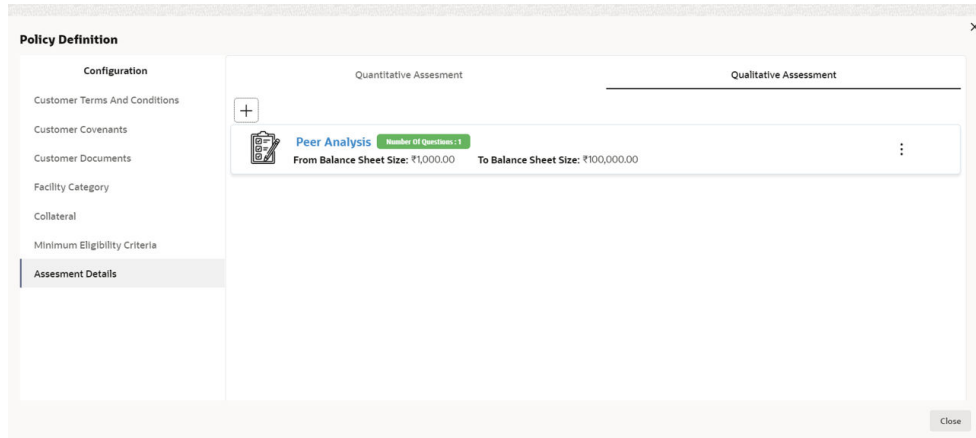 Policy Definition
Configuration
Customer Terms And Conditions
Customer Covenants
Customer Documents
Facility Category
Collateral
Minimum Eligibility Criteria
Assesment Details
Quantitative Assesment
Qualitative Assessment
Peer Analysis Number Of Questions : 1
From Balance Sheet Size: ₹1,000.00 To Balance Sheet Size: ₹100,000.00
Close